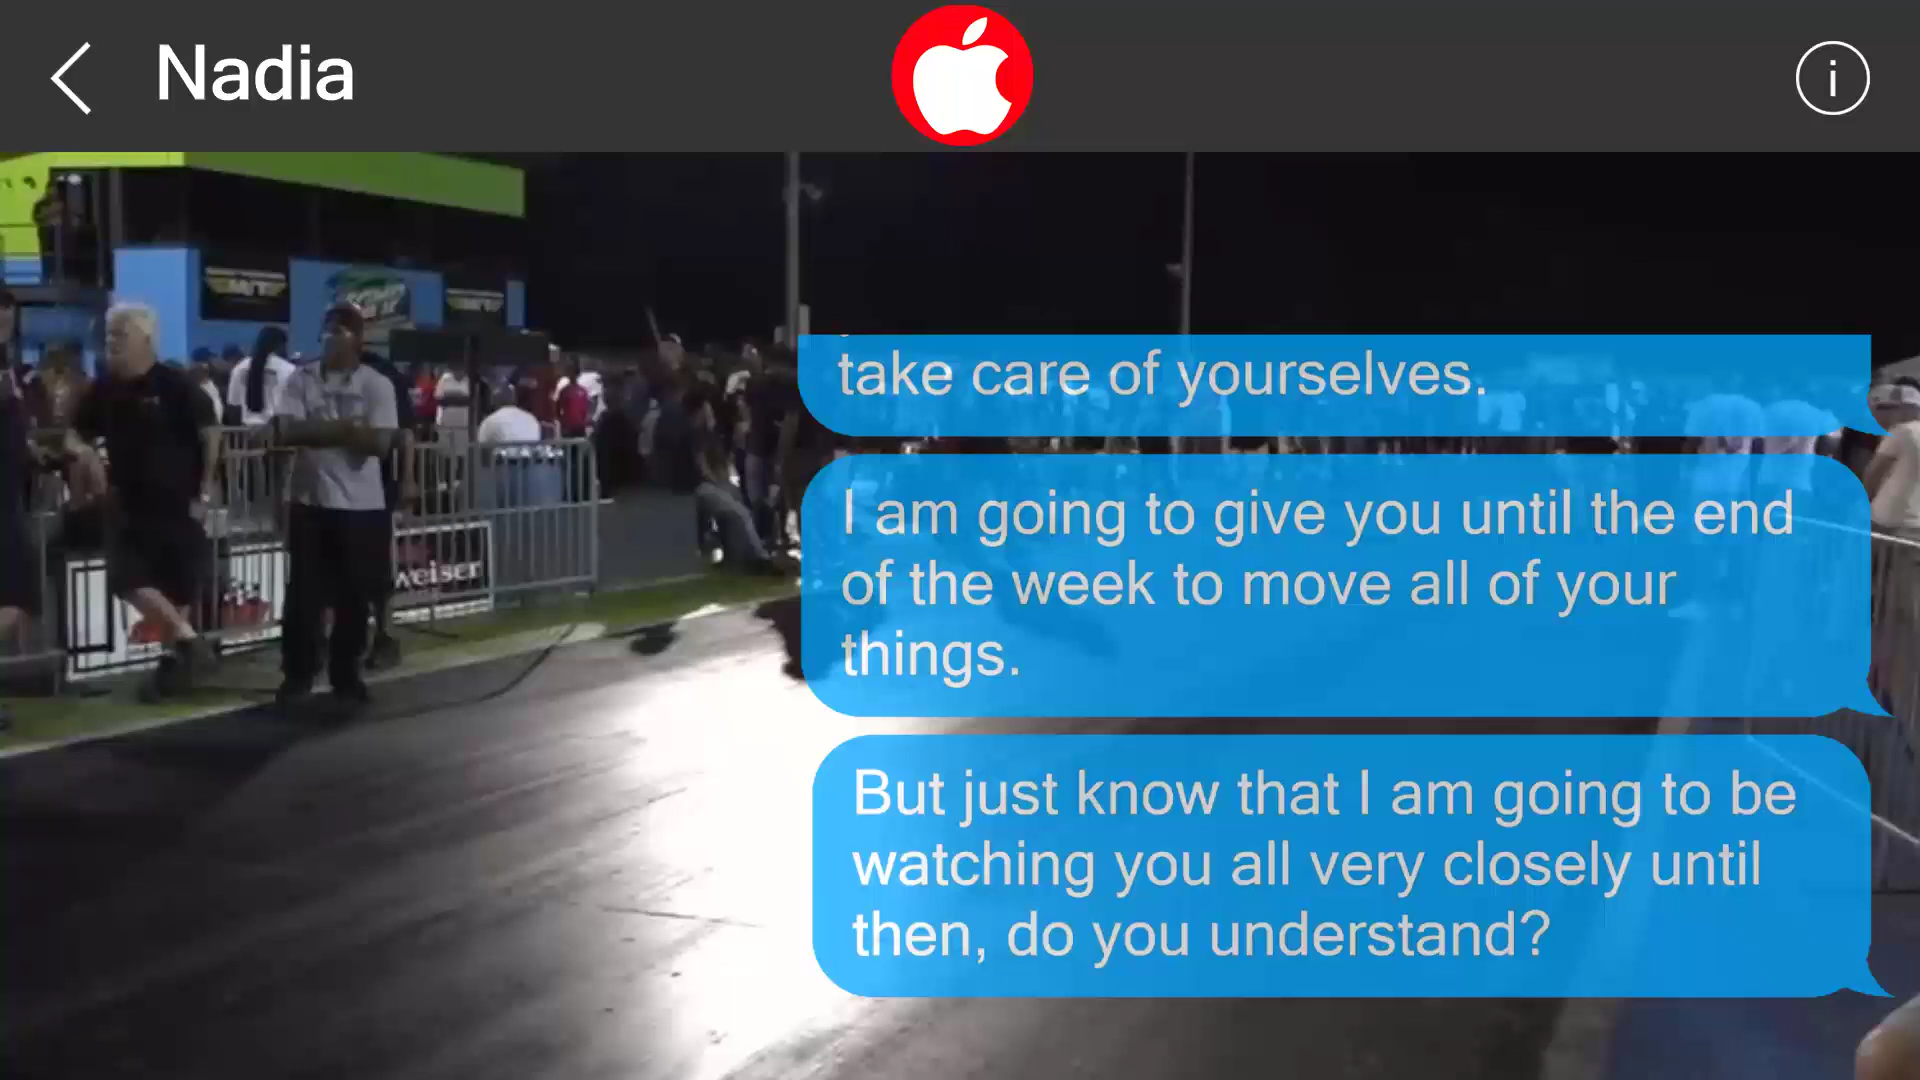 Nadia
take care of yourselves.
I am going to give you until the end
of the week to move all of your
things.
But just know that I am going to be
watching you all very closely until
then, do you understand?
weiser